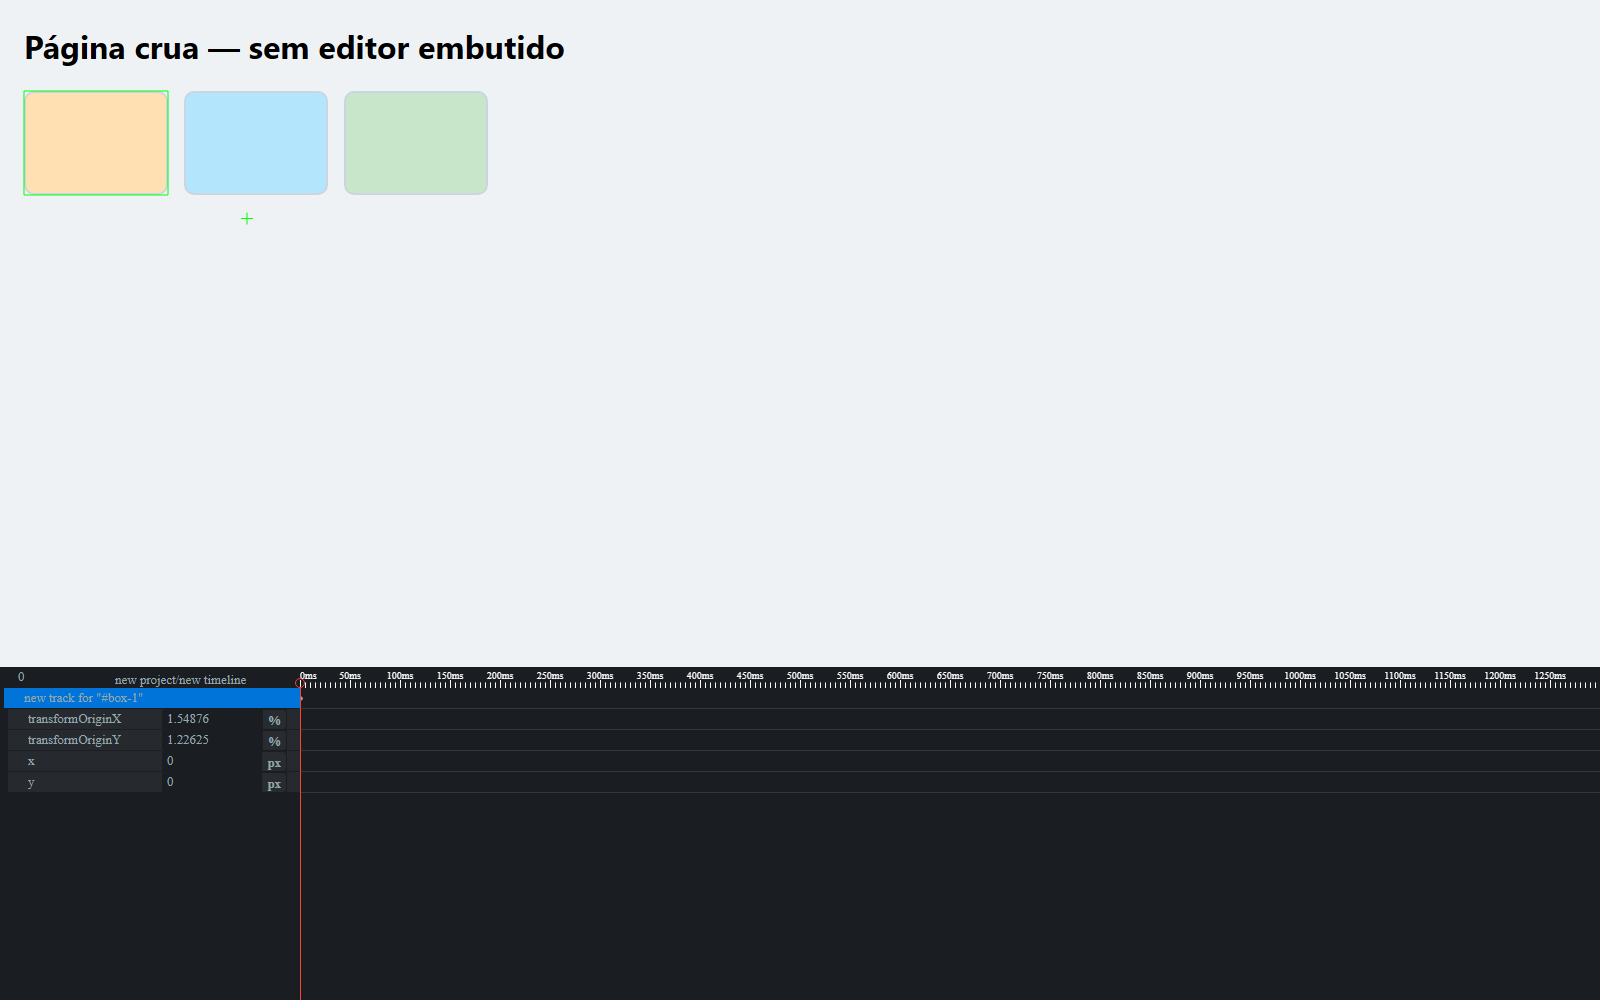 Página crua — sem editor embutido
0
new project/new timeline
0ms 50ms 100ms 150ms 200ms 250ms 300ms 350ms 400ms 450ms 500ms 550ms 600ms 650ms 700ms 750ms 800ms 850ms 900ms 950ms 1000ms 1050ms 1100ms 1150ms 1200ms 1250ms
new track for "#box-1"
transformOriginX 1.54876 %
transformOriginY 1.22625 %
x 0 px
y 0 px